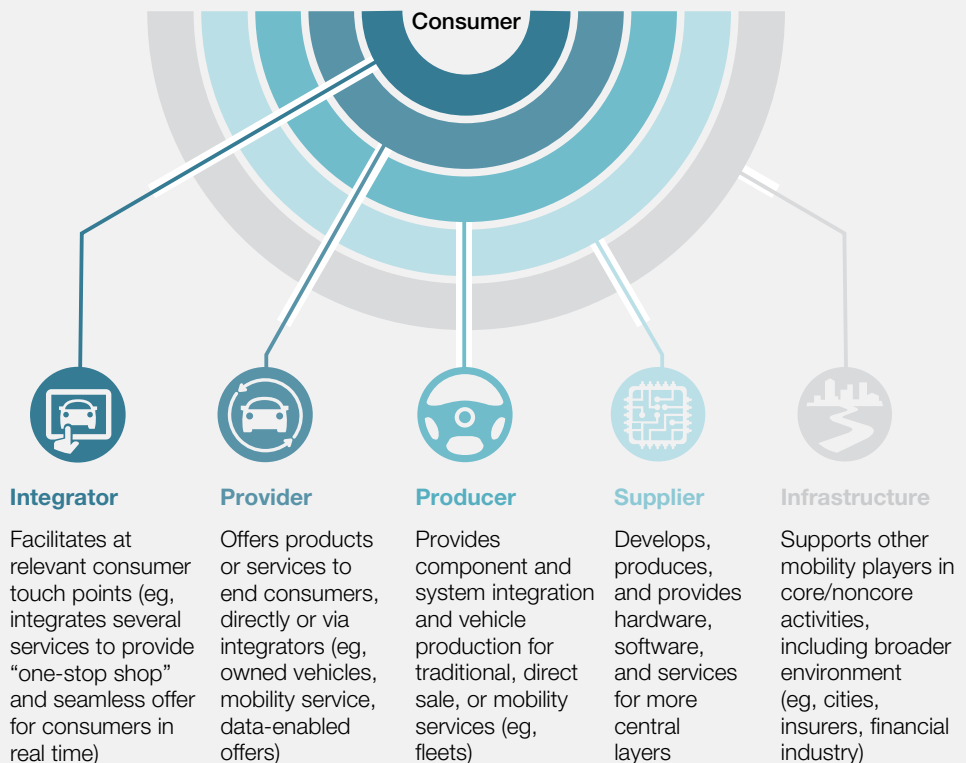 Consumer
Integrator
Facilitates at
relevant consumer
touch points (eg,
integrates several
services to provide
“one-stop shop”
and seamless offer
for consumers in
real time)
Provider
Offers products
or services to
end consumers,
directly or via
integrators (eg,
owned vehicles,
mobility service,
data-enabled
offers)
Producer
Provides
component and
system integration
and vehicle
production for
traditional, direct
sale, or mobility
services (eg,
fleets)
Supplier
Develops,
produces,
and provides
hardware,
software,
and services
for more
central
layers
Infrastructure
Supports other
mobility players in
core/noncore
activities,
including broader
environment
(eg, cities,
insurers, financial
industry)